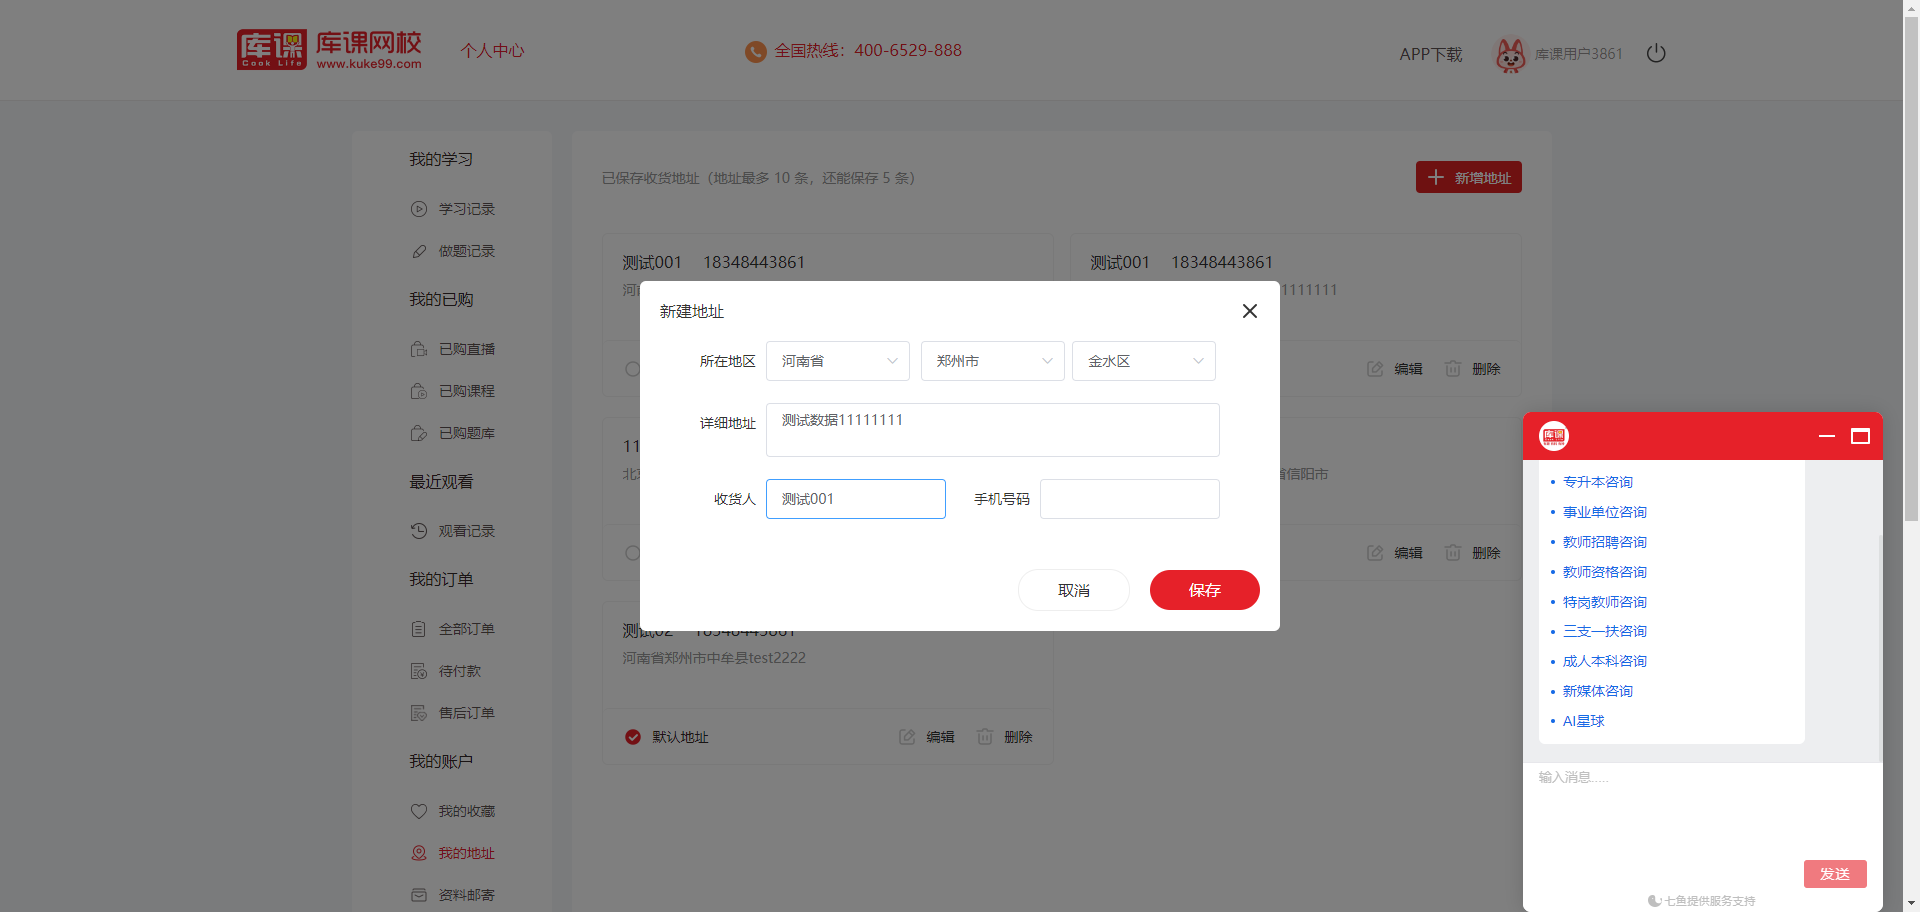 库课
Cook Life
库课网校
www.kuke99.com
个人中心
全国热线：400-6529-888
APP下载
库课用户3861
我的学习
学习记录
做题记录
我的已购
已购直播
已购课程
已购题库
最近观看
观看记录
我的订单
全部订单
待付款
售后订单
我的账户
我的收藏
我的地址
资料邮寄
已保存收货地址（地址最多 10 条，还能保存 5 条）
新增地址
测试001 18348443861
测试001 18348443861
1111111
编辑 删除
11
省信阳市
编辑 删除
测试02 18348443861
河南省郑州市中牟县test2222
默认地址 编辑 删除
新建地址
所在地区 河南省 郑州市 金水区
详细地址 测试数据11111111
收货人 测试001 手机号码
取消 保存
库课
专升本咨询
事业单位咨询
教师招聘咨询
教师资格咨询
特岗教师咨询
三支一扶咨询
成人本科咨询
新媒体咨询
AI星球
输入消息.....
发送
七鱼提供服务支持